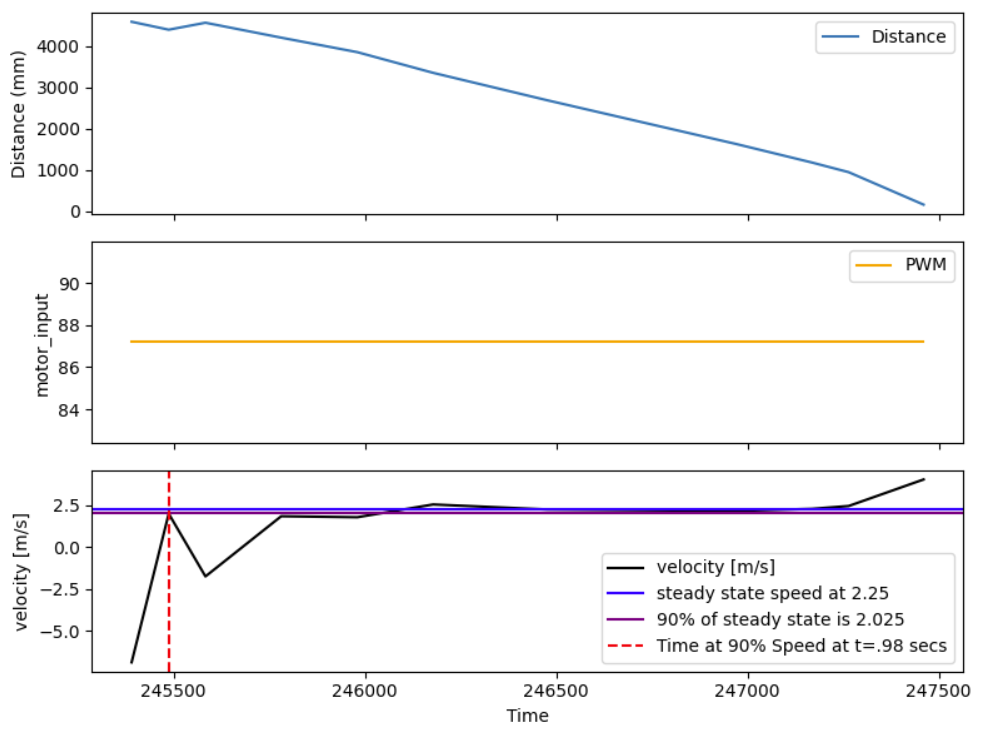 Distance (mm)
4000
3000
2000
1000
0
Distance
motor_input
90
88
86
84
PWM
velocity [m/s]
2.5
0.0
−2.5
−5.0
velocity [m/s]
steady state speed at 2.25
90% of steady state is 2.025
Time at 90% Speed at t=.98 secs
245500
246000
246500
247000
247500
Time